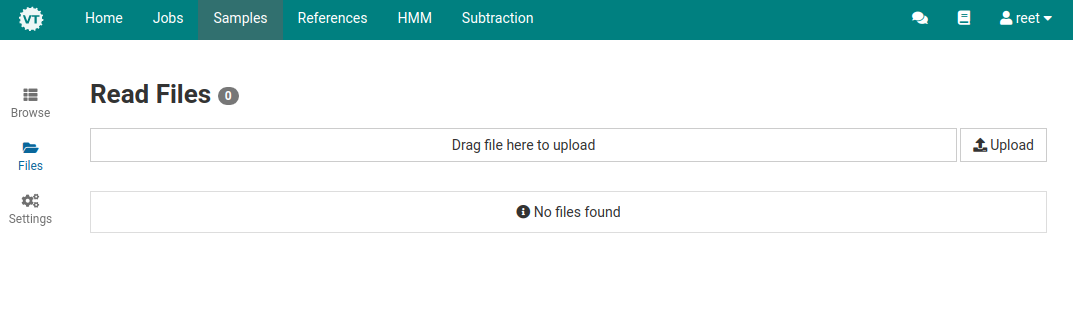 VT Home Jobs Samples References HMM Subtraction reet
Read Files 0
Browse
Drag file here to upload Upload
Files
No files found
Settings